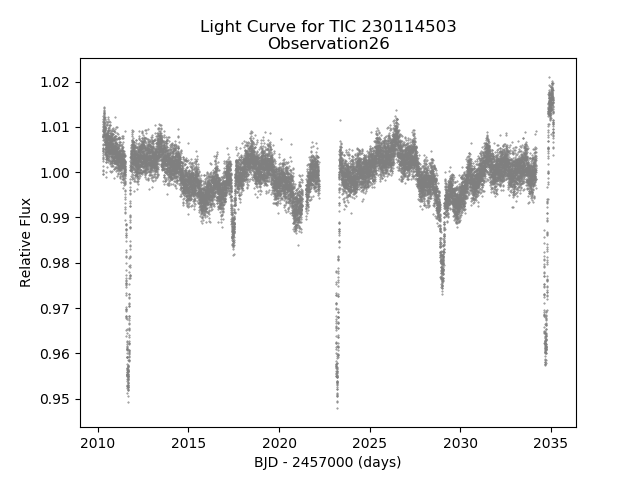 Light Curve for TIC 230114503
Observation26
1.02
1.01
1.00
0.99
0.98
0.97
0.96
0.95
Relative Flux
2010 2015 2020 2025 2030 2035
BJD - 2457000 (days)